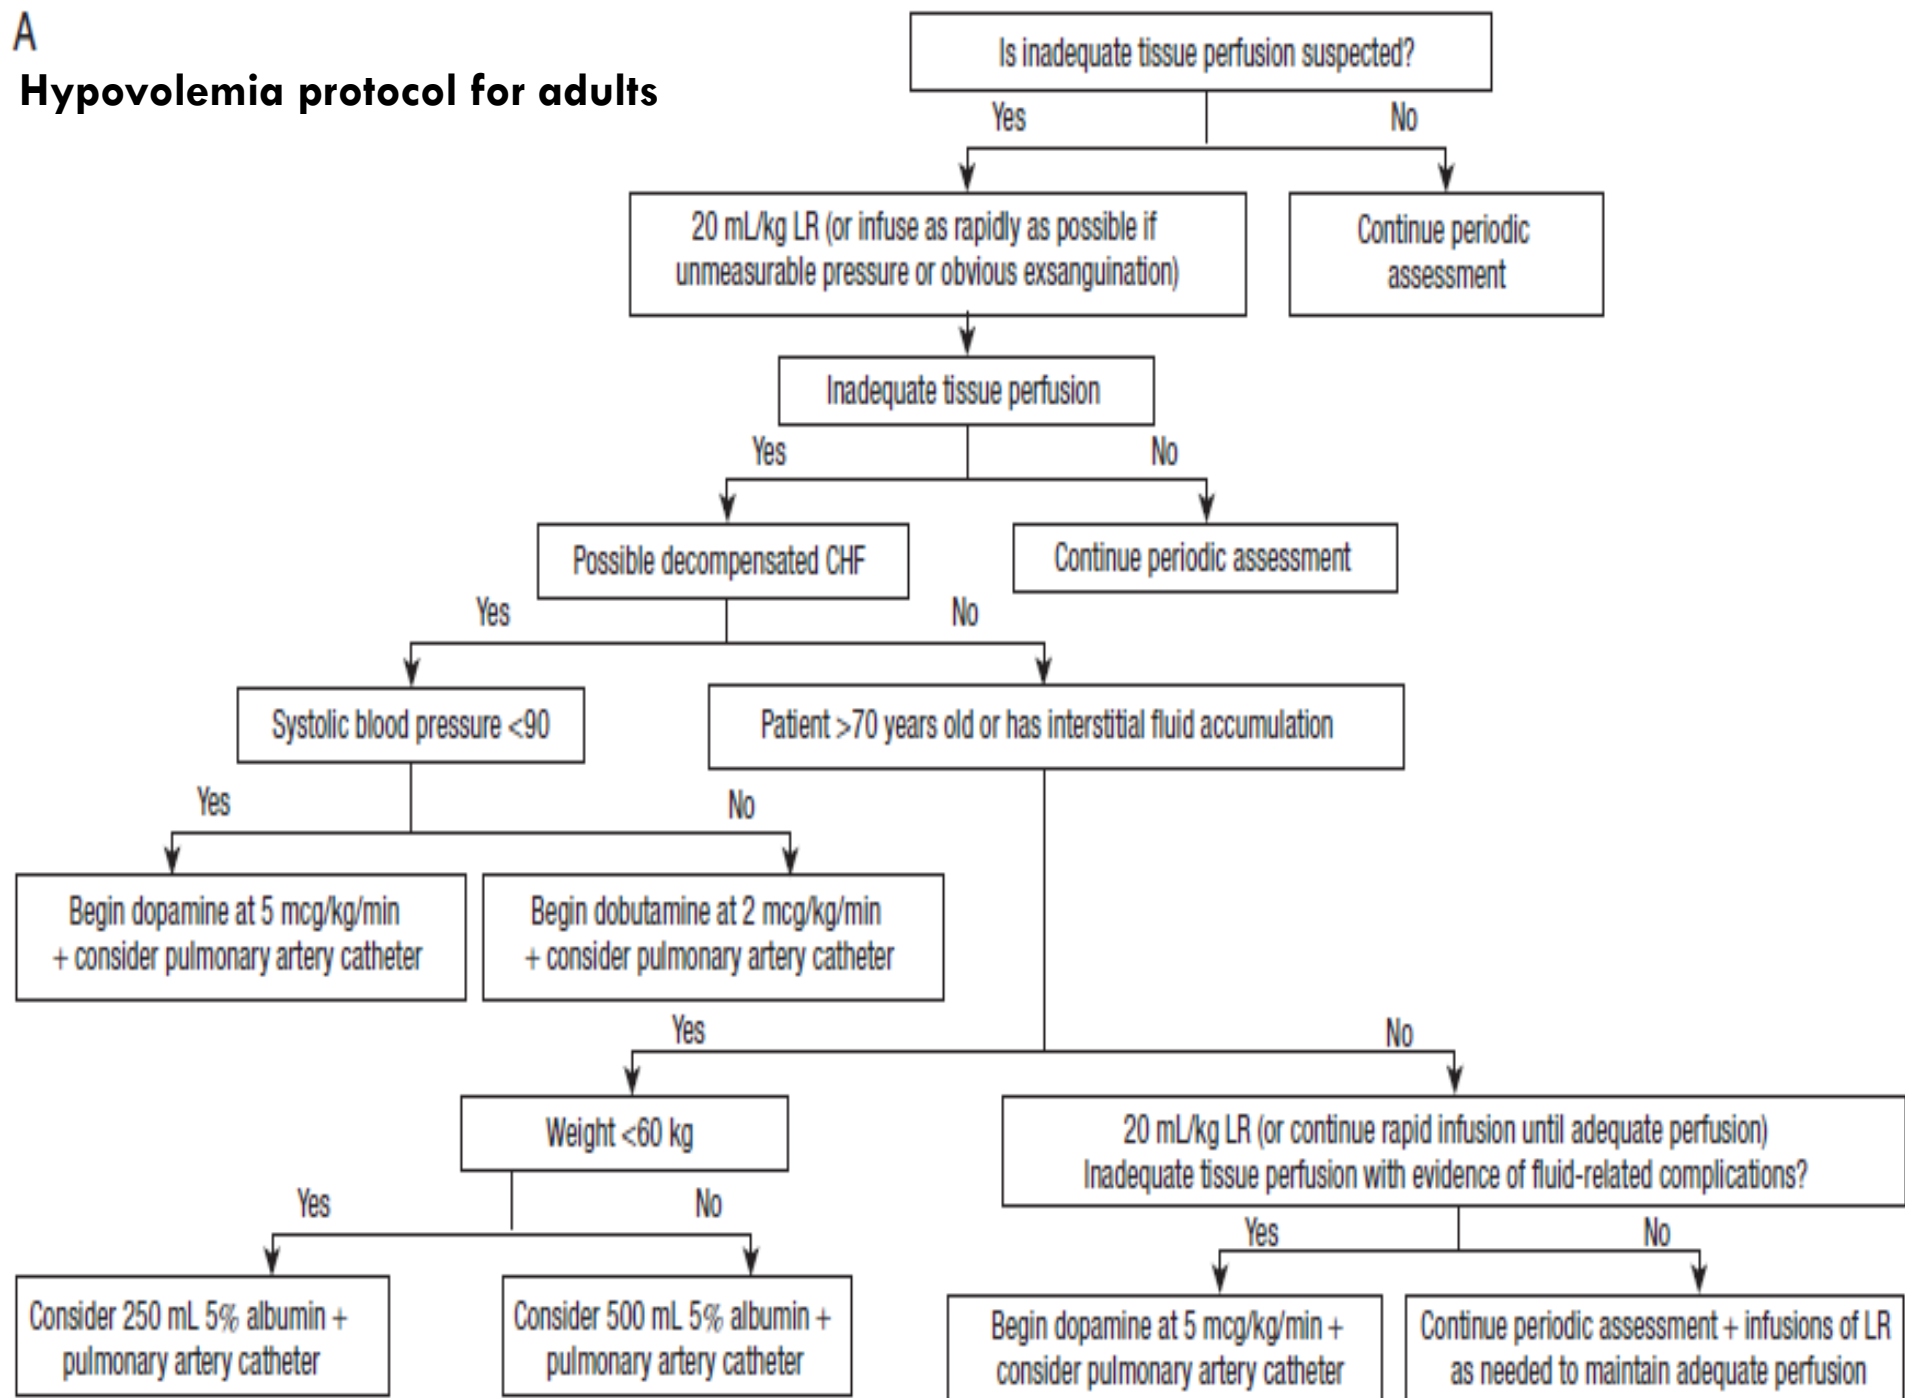 A
Hypovolemia protocol for adults
Is inadequate tissue perfusion suspected?
Yes
No
20 mL/kg LR (or infuse as rapidly as possible if
unmeasurable pressure or obvious exsanguination)
Continue periodic
assessment
Inadequate tissue perfusion
Yes
No
Possible decompensated CHF
Continue periodic assessment
Yes
No
Systolic blood pressure <90
Patient >70 years old or has interstitial fluid accumulation
Yes
No
Begin dopamine at 5 mcg/kg/min
+ consider pulmonary artery catheter
Begin dobutamine at 2 mcg/kg/min
+ consider pulmonary artery catheter
Yes
No
Weight <60 kg
20 mL/kg LR (or continue rapid infusion until adequate perfusion)
Inadequate tissue perfusion with evidence of fluid-related complications?
Yes
No
Yes
No
Consider 250 mL 5% albumin +
pulmonary artery catheter
Consider 500 mL 5% albumin +
pulmonary artery catheter
Begin dopamine at 5 mcg/kg/min +
consider pulmonary artery catheter
Continue periodic assessment + infusions of LR
as needed to maintain adequate perfusion